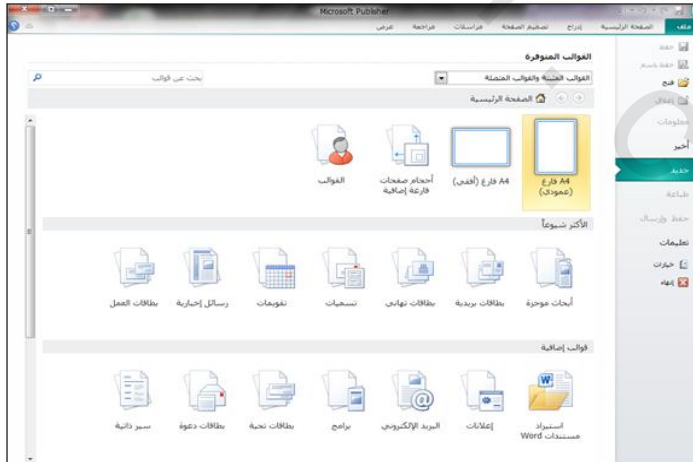 Microsoft Publisher
ملف الصفحة الرئيسية إدراج تصميم الصفحة مراسلات مراجعة عرض
حفظ
حفظ باسم
فتح
إغلاق
معلومات
أخير
جديد
طباعة
حفظ وإرسال
تعليمات
خيارات
إنهاء
القوالب المتوفرة
القوالب المثبتة والقوالب المتصلة
بحث عن قوالب
الصفحة الرئيسية
A4 فارغ (عمودي)
A4 فارغ (أفقي)
أحجام صفحات فارغة إضافية
القوالب
الأكثر شيوعاً
أبحاث موجزة
بطاقات بريدية
بطاقات تهاني
تسميات
تقويمات
رسائل إخبارية
بطاقات العمل
قوالب إضافية
استيراد مستندات Word
إعلانات
البريد الإلكتروني
برامج
بطاقات تحية
بطاقات دعوة
سير ذاتية